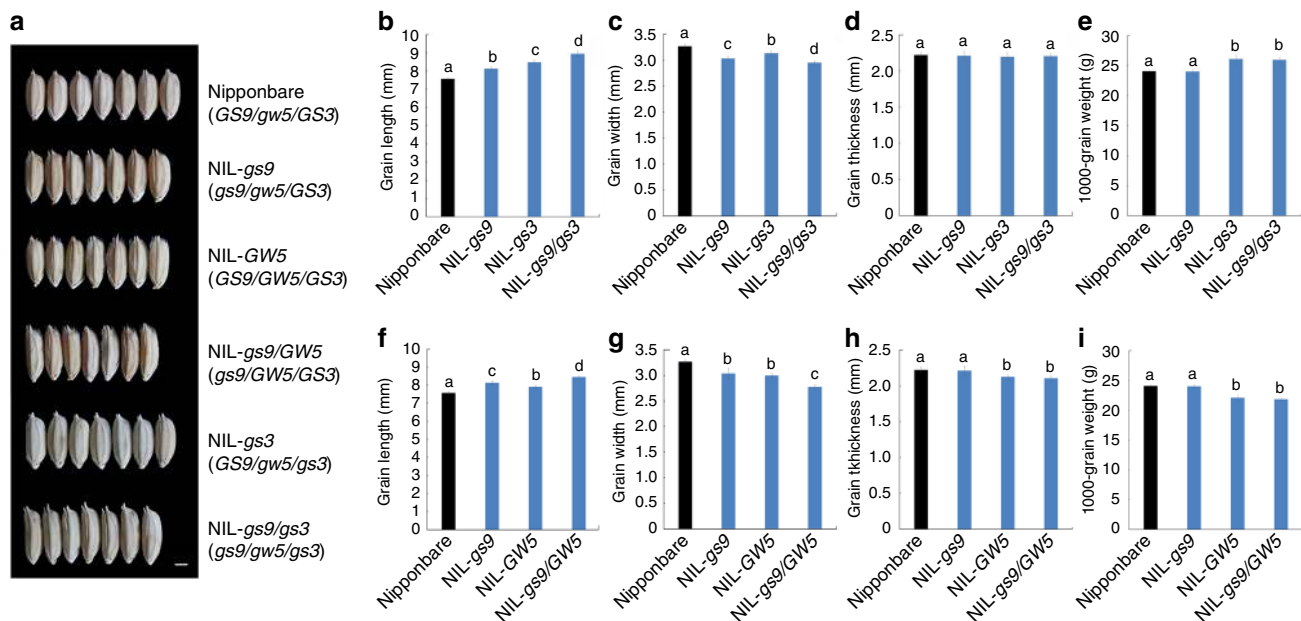 a
Nipponbare
(GS9/gw5/GS3)
NIL-gs9
(gs9/gw5/GS3)
NIL-GW5
(GS9/GW5/GS3)
NIL-gs9/GW5
(gs9/GW5/GS3)
NIL-gs3
(GS9/gw5/gs3)
NIL-gs9/gs3
(gs9/gw5/gs3)
b
Grain length (mm)
10
9
8
7
6
5
4
3
2
1
0
a
b
c
d
Nipponbare
NIL-gs9
NIL-gs3
NIL-gs9/gs3
c
Grain width (mm)
3.5
3.0
2.5
2.0
1.5
1.0
0.5
0
a
c
b
d
Nipponbare
NIL-gs9
NIL-gs3
NIL-gs9/gs3
d
Grain thickness (mm)
2.5
2.0
1.5
1.0
0.5
0
a
a
a
a
Nipponbare
NIL-gs9
NIL-gs3
NIL-gs9/gs3
e
1000-grain weight (g)
30
25
20
15
10
5
0
a
a
b
b
Nipponbare
NIL-gs9
NIL-gs3
NIL-gs9/gs3
f
Grain length (mm)
10
9
8
7
6
5
4
3
2
1
0
a
c
b
d
Nipponbare
NIL-gs9
NIL-GW5
NIL-gs9/GW5
g
Grain width (mm)
3.5
3.0
2.5
2.0
1.5
1.0
0.5
0
a
b
b
c
Nipponbare
NIL-gs9
NIL-GW5
NIL-gs9/GW5
h
Grain tkhickness (mm)
2.5
2.0
1.5
1.0
0.5
0
a
a
b
b
Nipponbare
NIL-gs9
NIL-GW5
NIL-gs9/GW5
i
1000-grain weight (g)
30
25
20
15
10
5
0
a
a
b
b
Nipponbare
NIL-gs9
NIL-GW5
NIL-gs9/GW5